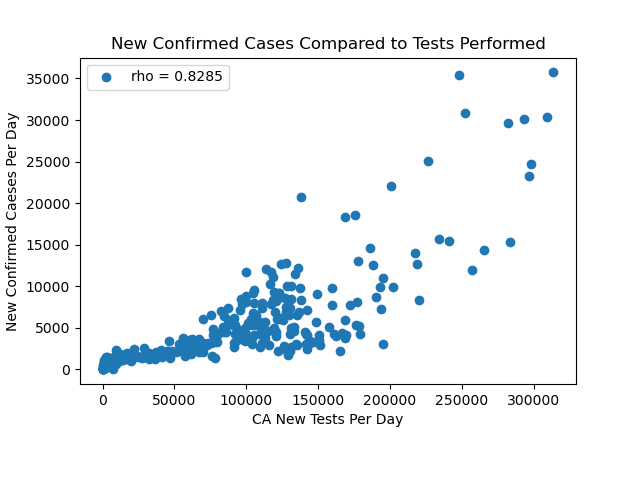 New Confirmed Cases Compared to Tests Performed
rho = 0.8285
35000
30000
25000
20000
15000
10000
5000
0
New Confirmed Caeses Per Day
0 50000 100000 150000 200000 250000 300000
CA New Tests Per Day